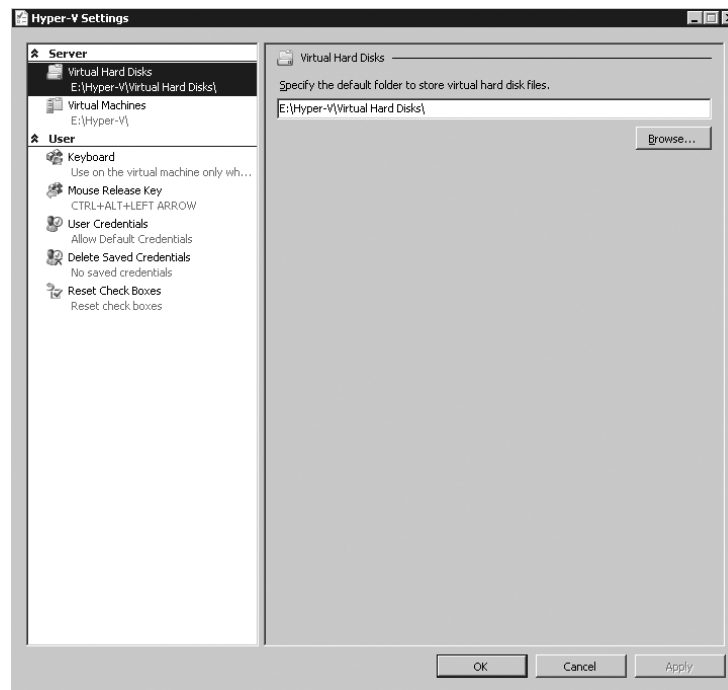 Hyper-V Settings
Server
Virtual Hard Disks
E:\Hyper-V\Virtual Hard Disks\
Virtual Machines
E:\Hyper-V\
User
Keyboard
Use on the virtual machine only wh...
Mouse Release Key
CTRL+ALT+LEFT ARROW
User Credentials
Allow Default Credentials
Delete Saved Credentials
No saved credentials
Reset Check Boxes
Reset check boxes
Virtual Hard Disks
Specify the default folder to store virtual hard disk files.
E:\Hyper-V\Virtual Hard Disks\
Browse...
OK
Cancel
Apply